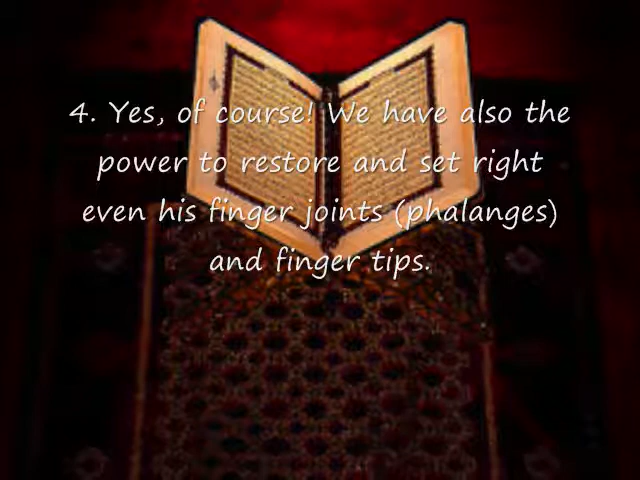 4. Yes, of course! We have also the
power to restore and set right
even his finger joints (phalanges)
and finger tips.